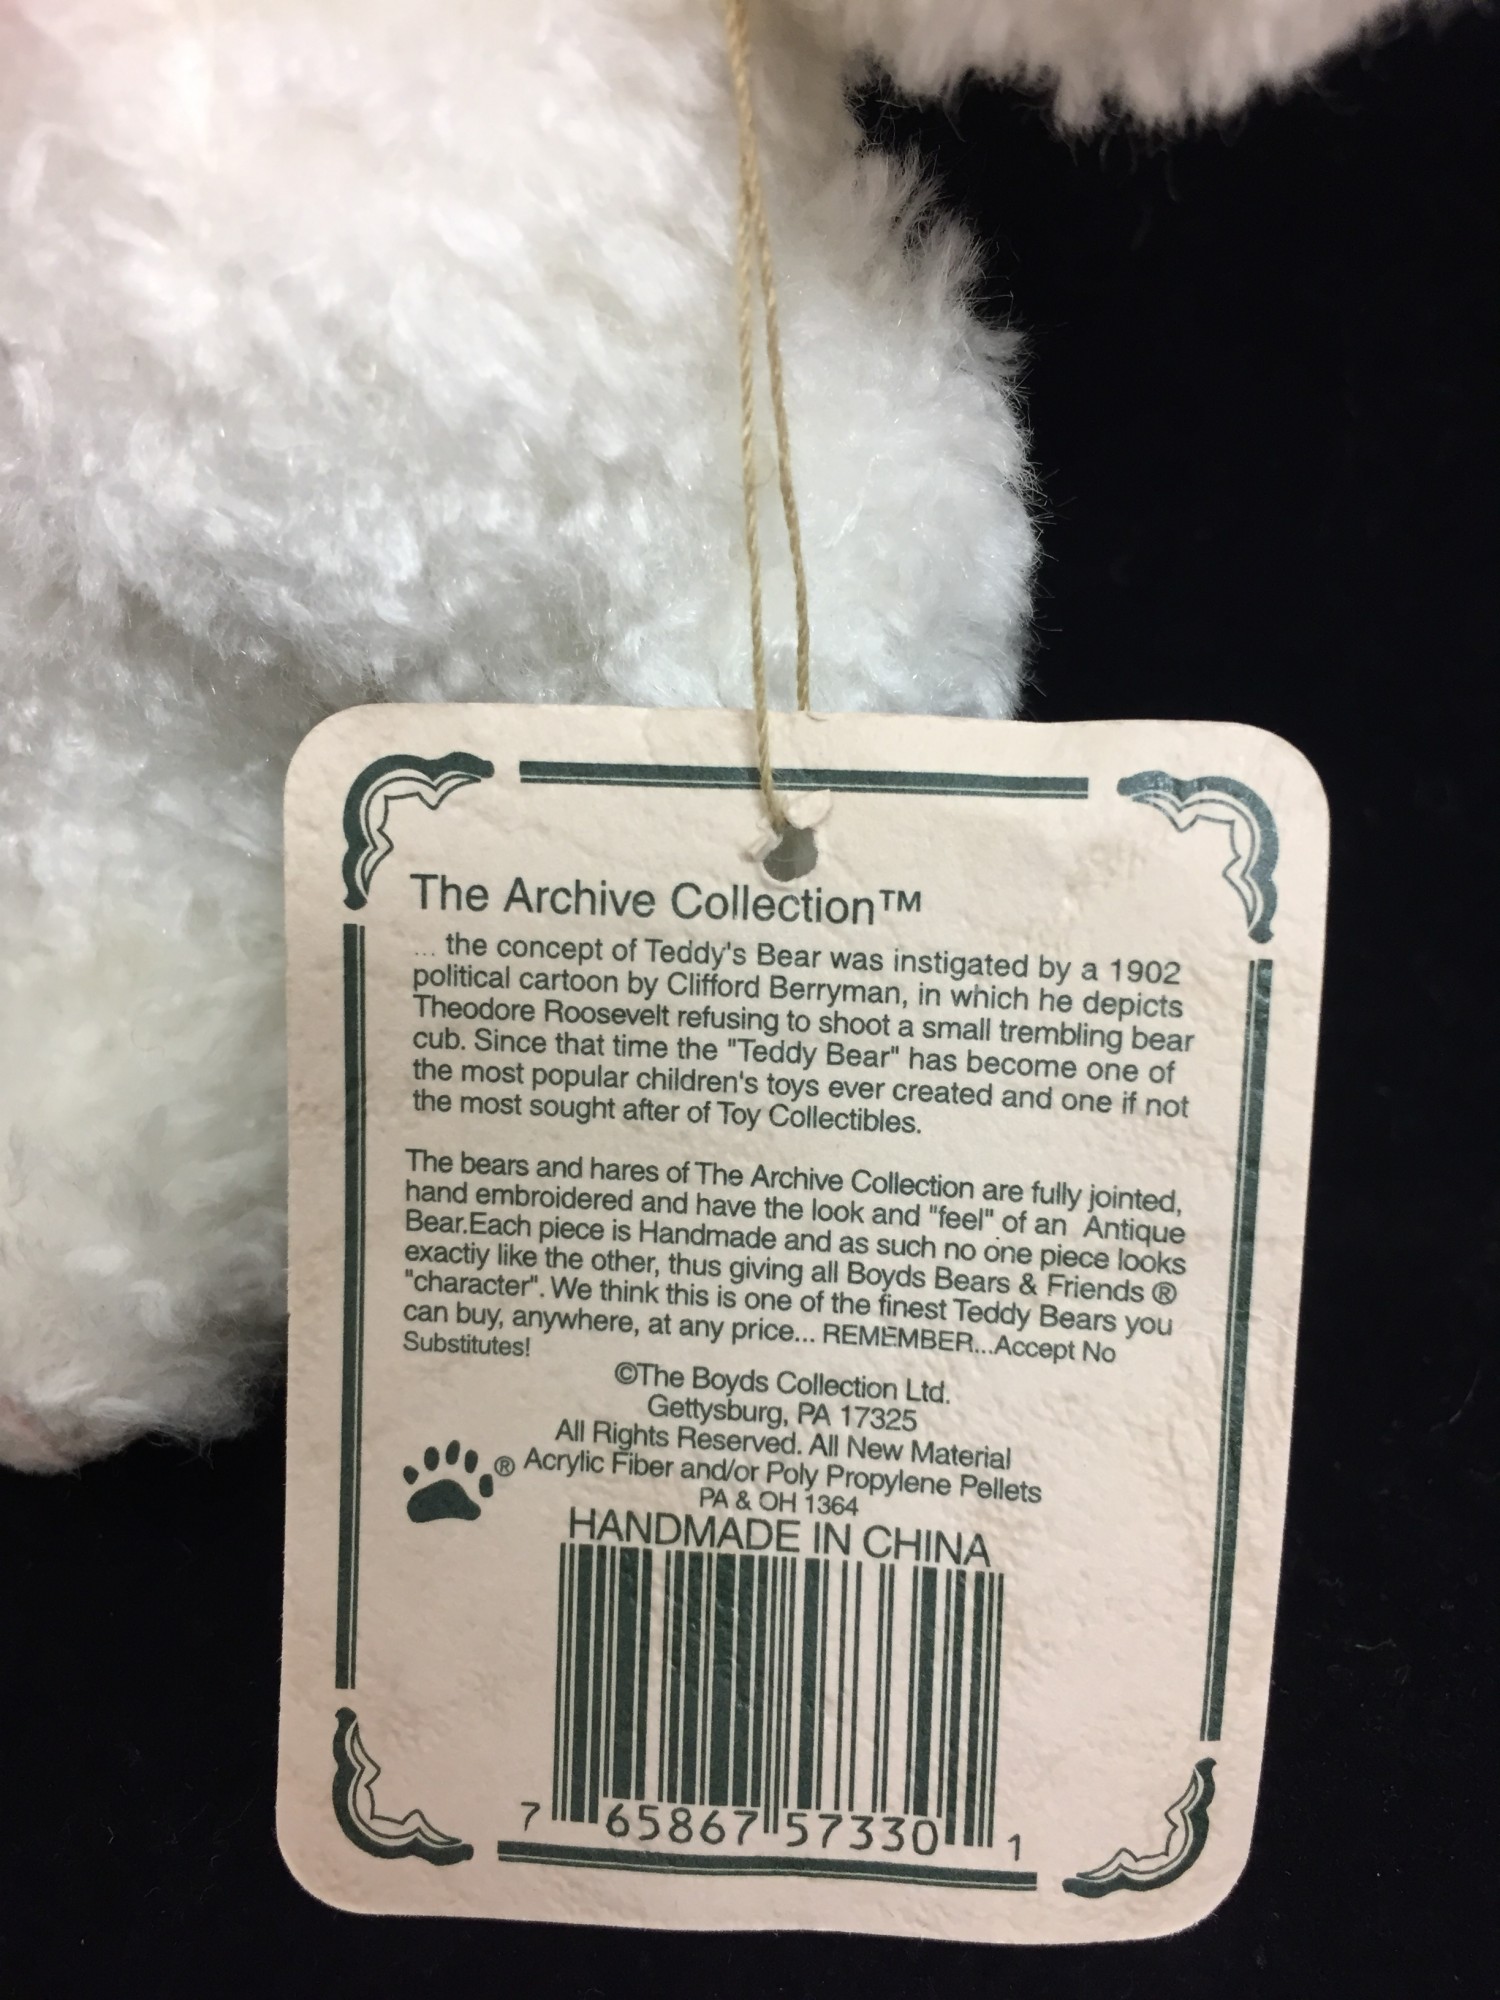 The Archive Collection™
... the concept of Teddy's Bear was instigated by a 1902
political cartoon by Clifford Berryman, in which he depicts
Theodore Roosevelt refusing to shoot a small trembling bear
cub. Since that time the "Teddy Bear" has become one of
the most popular children's toys ever created and one if not
the most sought after of Toy Collectibles.
The bears and hares of The Archive Collection are fully jointed,
hand embroidered and have the look and "feel" of an Antique
Bear.Each piece is Handmade and as such no one piece looks
exactiy like the other, thus giving all Boyds Bears & Friends ®
"character". We think this is one of the finest Teddy Bears you
can buy, anywhere, at any price... REMEMBER...Accept No
Substitutes!
©The Boyds Collection Ltd.
Gettysburg, PA 17325
All Rights Reserved. All New Material
® Acrylic Fiber and/or Poly Propylene Pellets
PA & OH 1364
HANDMADE IN CHINA
7 65867 57330 1